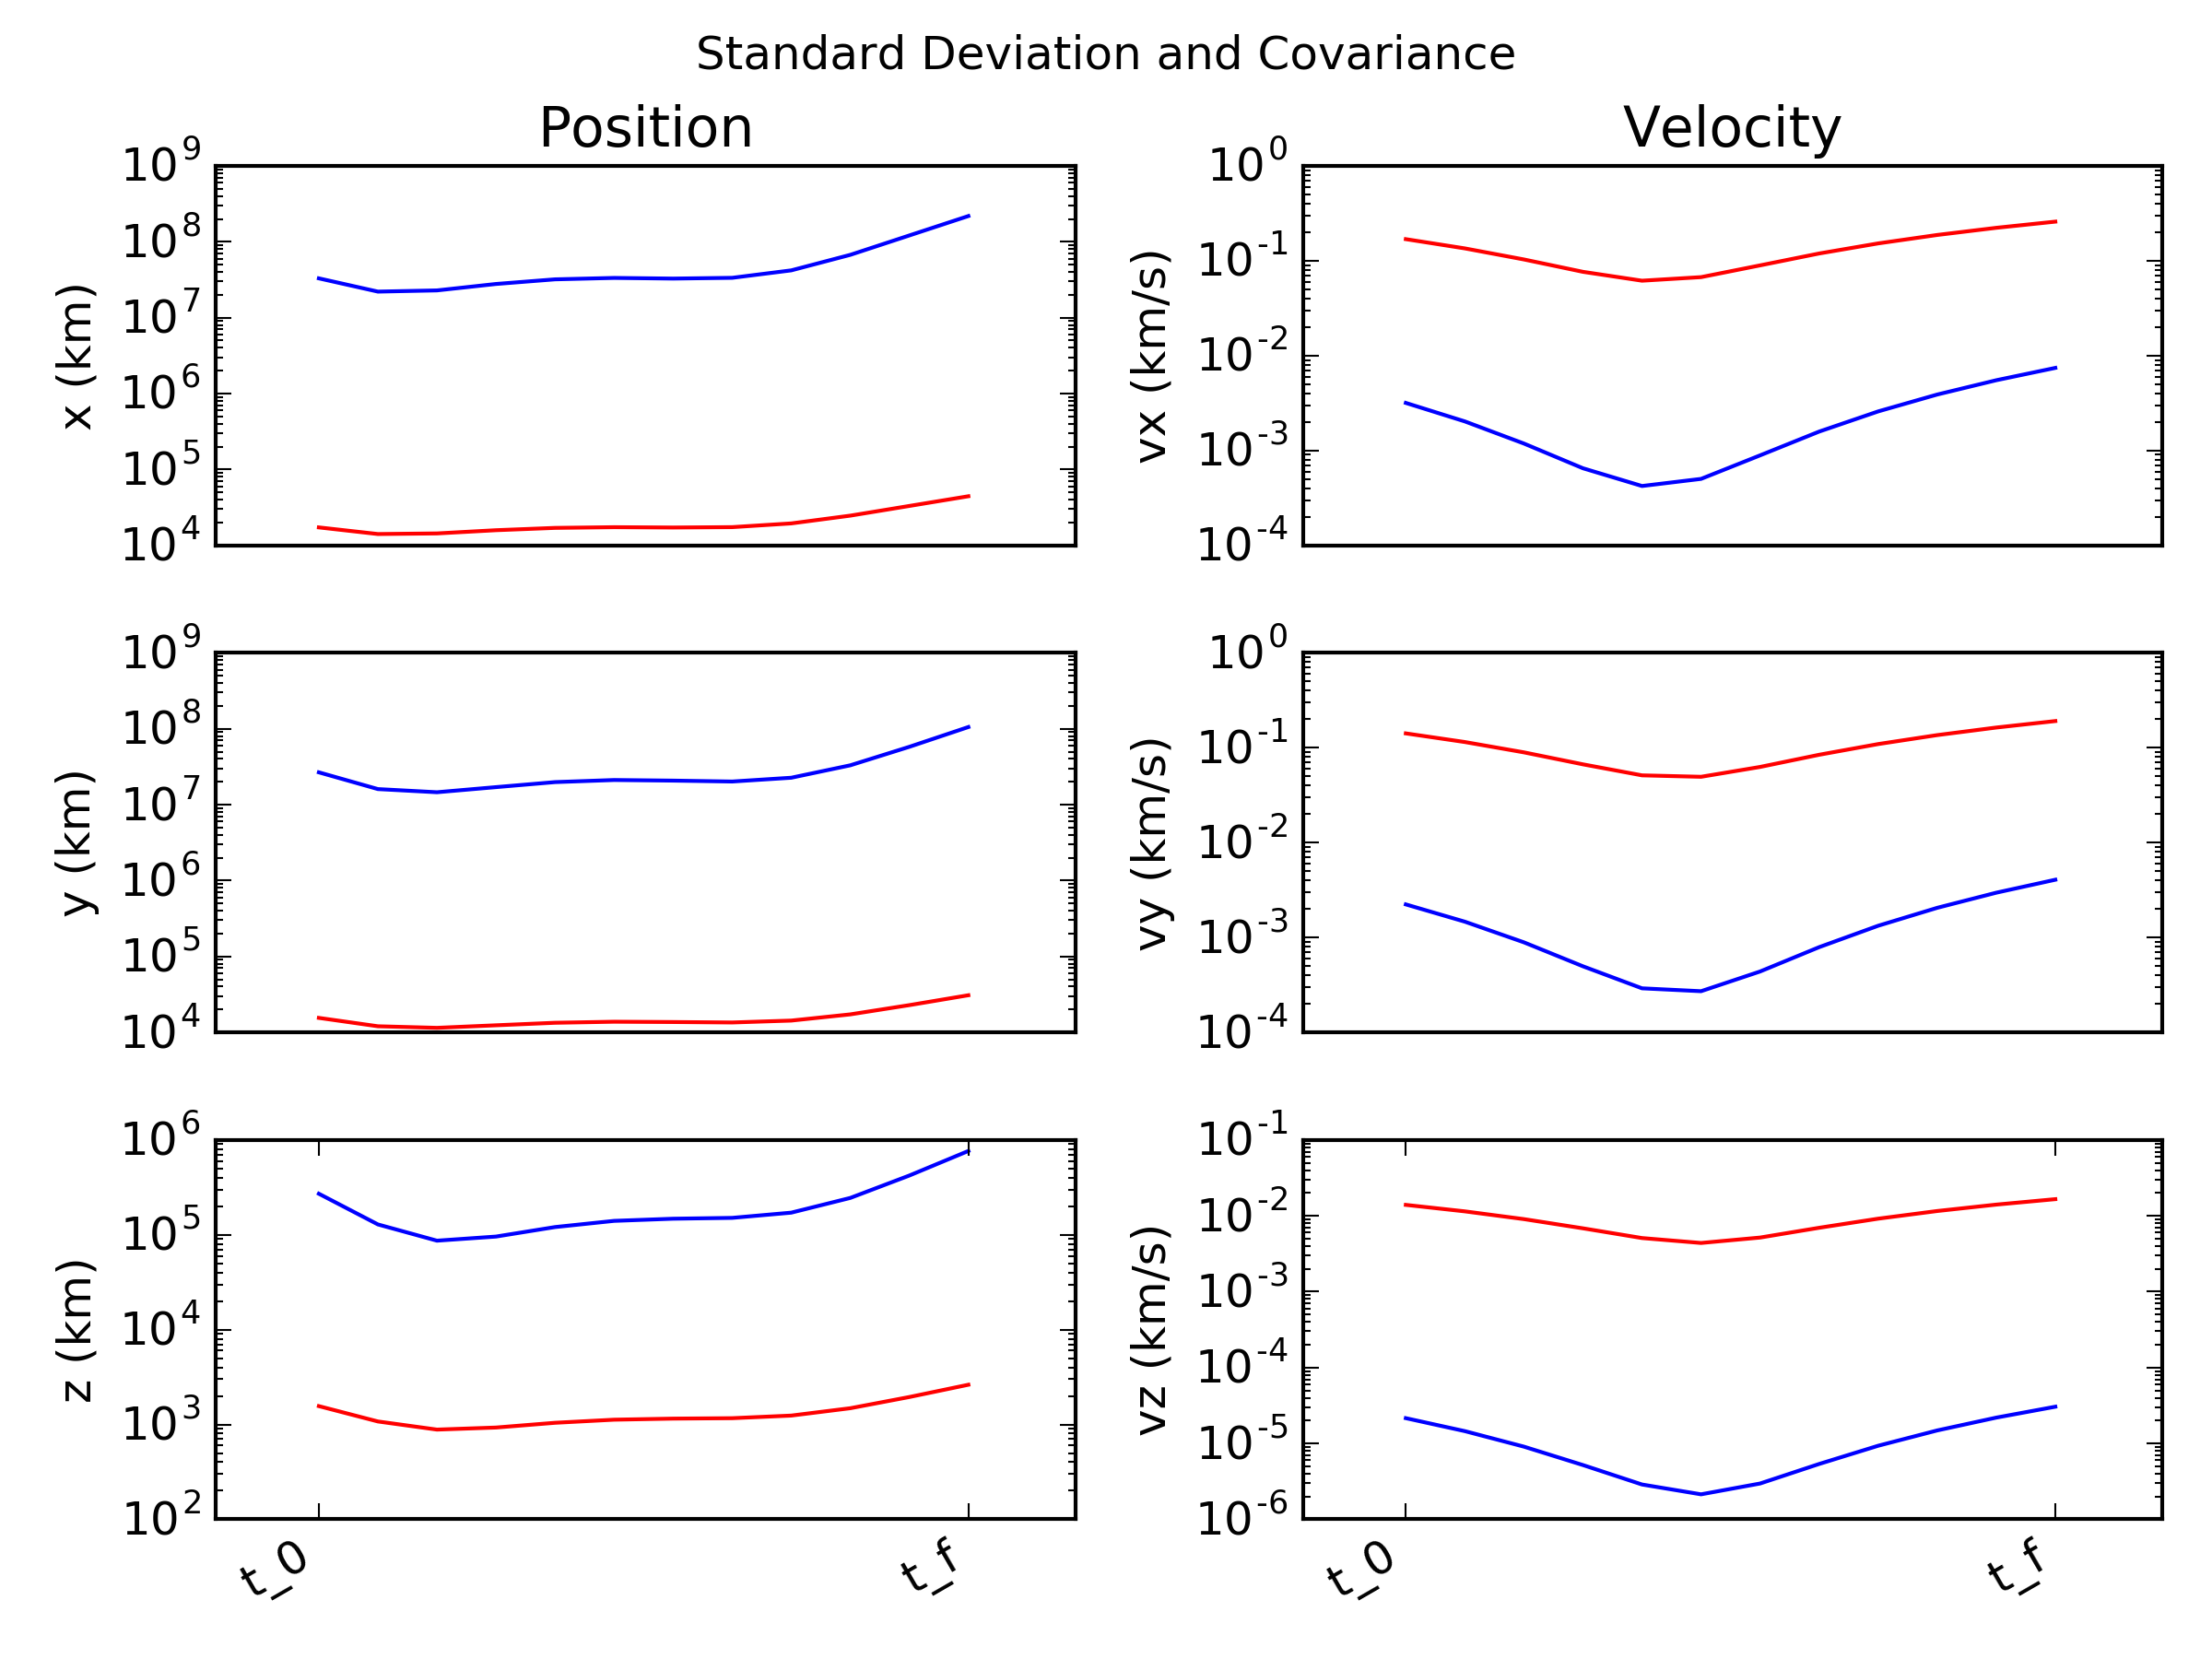 Standard Deviation and Covariance
Position
Velocity
10^9
10^8
10^7
10^6
10^5
10^4
x (km)
10^0
10^-1
10^-2
10^-3
10^-4
vx (km/s)
10^9
10^8
10^7
10^6
10^5
10^4
y (km)
10^0
10^-1
10^-2
10^-3
10^-4
vy (km/s)
10^6
10^5
10^4
10^3
10^2
z (km)
t_0
t_f
10^-1
10^-2
10^-3
10^-4
10^-5
10^-6
vz (km/s)
t_0
t_f